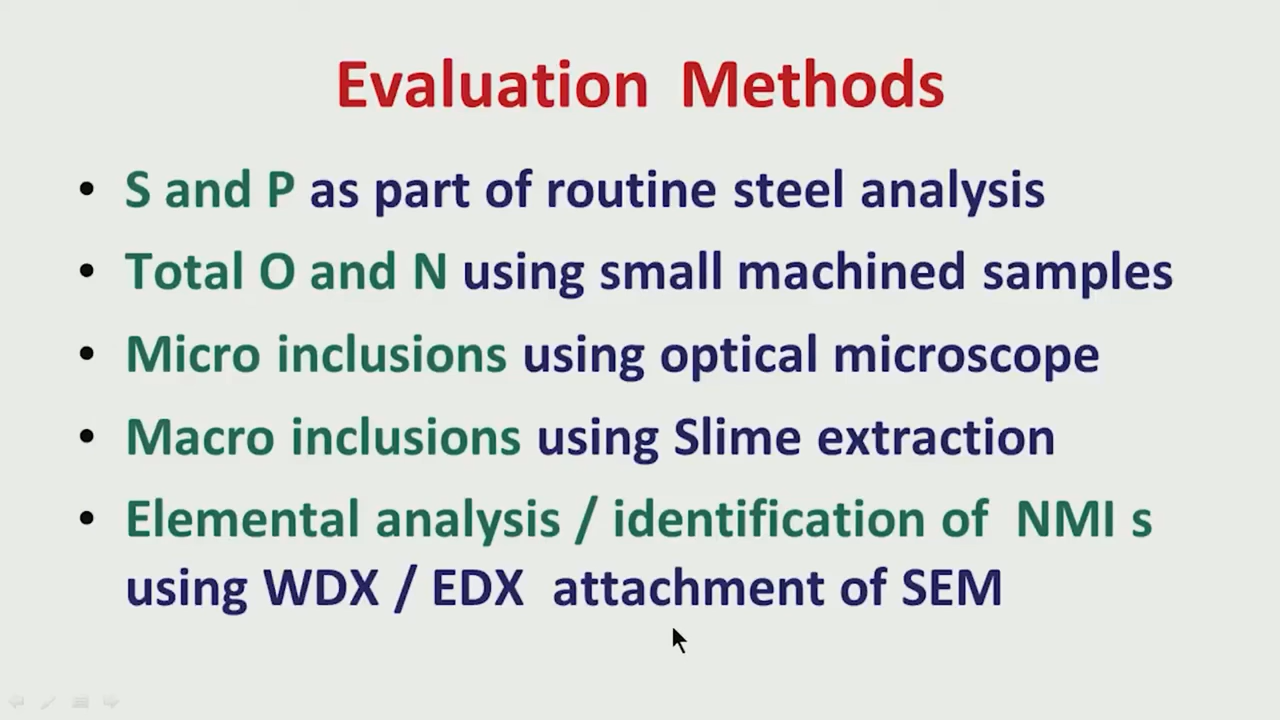 Evaluation Methods
• S and P as part of routine steel analysis
• Total O and N using small machined samples
• Micro inclusions using optical microscope
• Macro inclusions using Slime extraction
• Elemental analysis / identification of NMI s
using WDX / EDX attachment of SEM